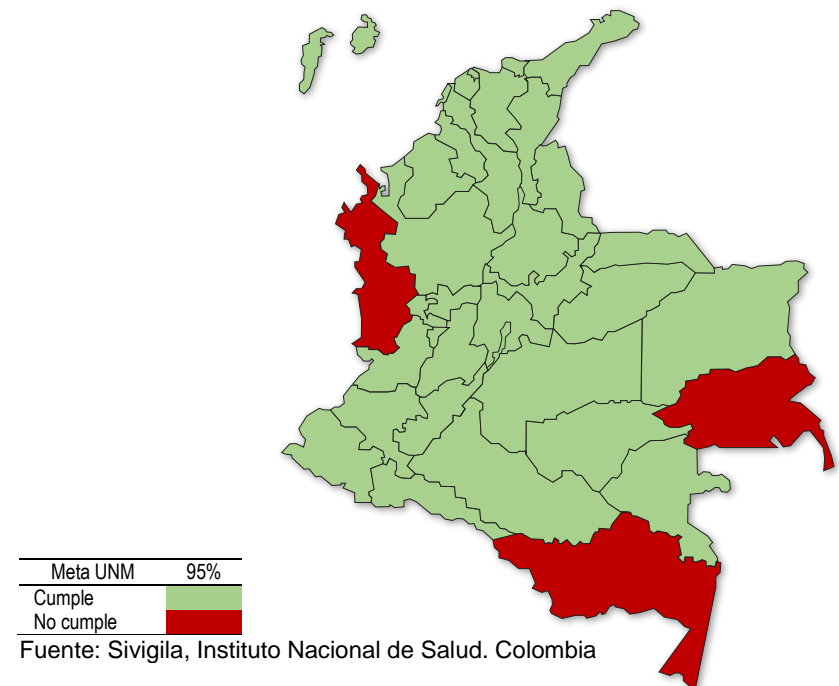 Meta UNM 95%
Cumple
No cumple
Fuente: Sivigila, Instituto Nacional de Salud. Colombia